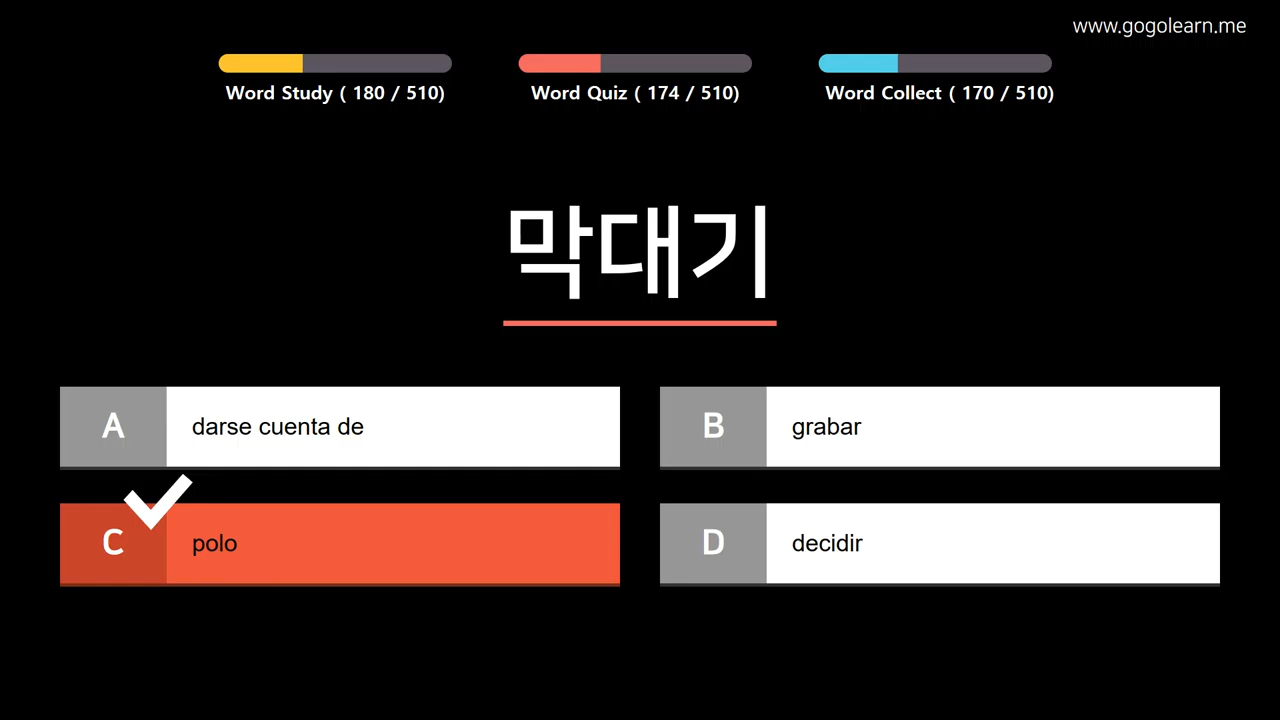 www.gogolearn.me
Word Study ( 180 / 510)
Word Quiz ( 174 / 510)
Word Collect ( 170 / 510)
막대기
A darse cuenta de
B grabar
C polo
D decidir